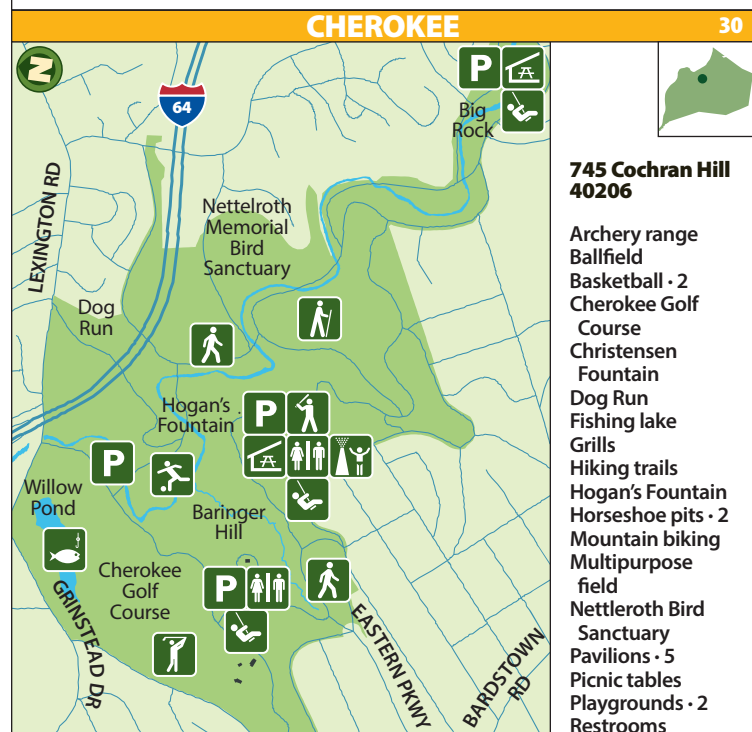 CHEROKEE
30
N
64
P
Big
Rock
LEXINGTON RD
Nettelroth
Memorial
Bird
Sanctuary
Dog
Run
Hogan's
Fountain
P
P
Willow
Pond
Baringer
Hill
Cherokee
Golf
Course
P
GRINSTEAD DR
EASTERN PKWY
BARDSTOWN
RD
745 Cochran Hill
40206
Archery range
Ballfield
Basketball · 2
Cherokee Golf
Course
Christensen
Fountain
Dog Run
Fishing lake
Grills
Hiking trails
Hogan's Fountain
Horseshoe pits · 2
Mountain biking
Multipurpose
field
Nettleroth Bird
Sanctuary
Pavilions · 5
Picnic tables
Playgrounds · 2
Restrooms